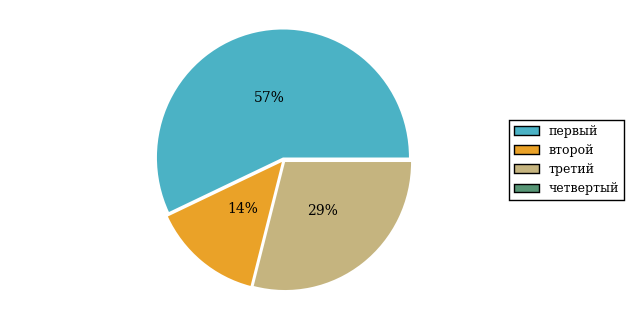 57%
14%
29%
первый
второй
третий
четвертый